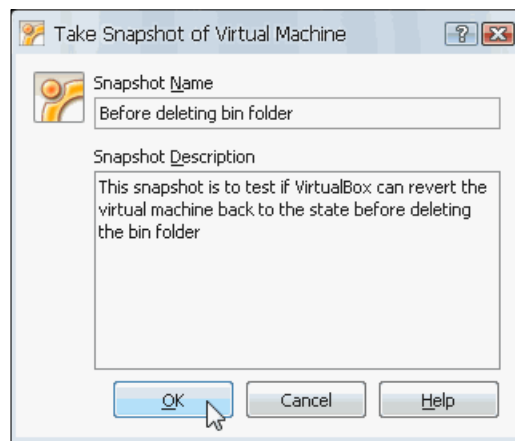 Take Snapshot of Virtual Machine
Snapshot Name
Before deleting bin folder
Snapshot Description
This snapshot is to test if VirtualBox can revert the
virtual machine back to the state before deleting
the bin folder
OK
Cancel
Help